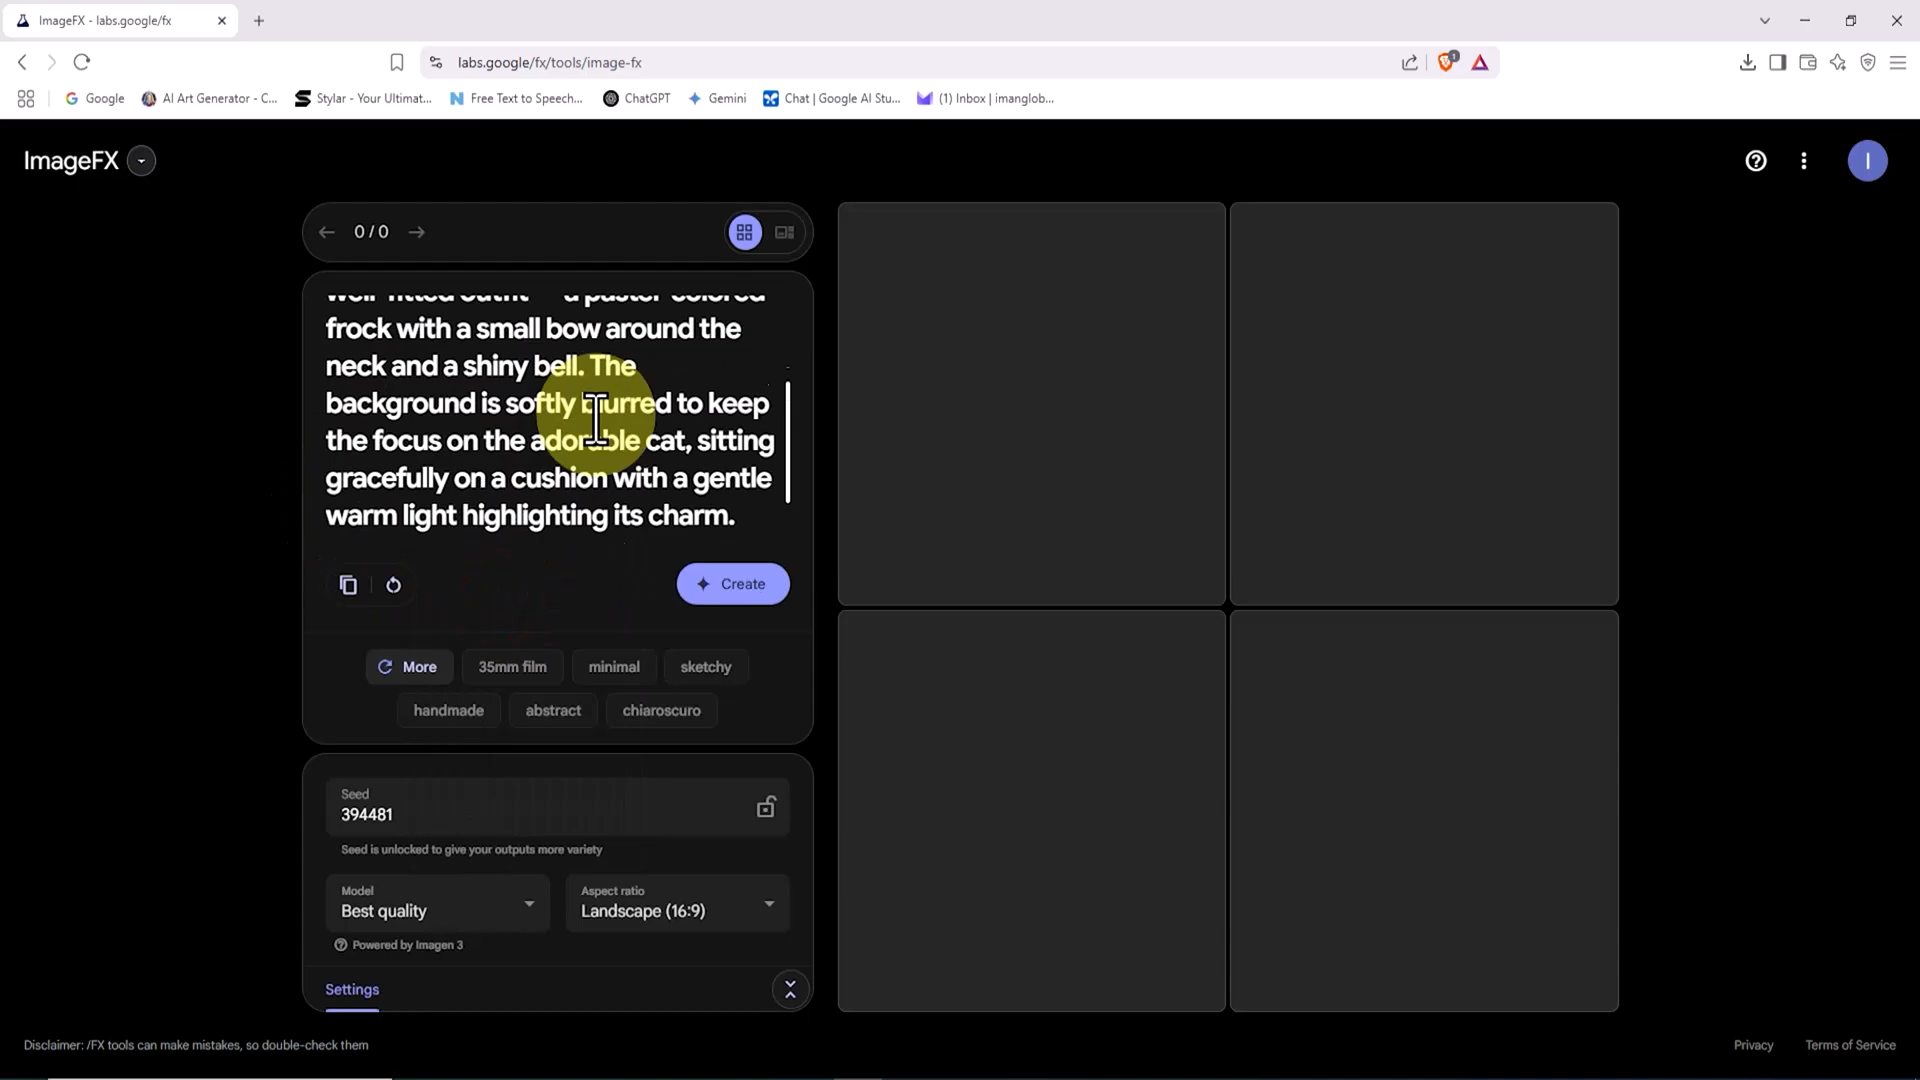 ImageFX - labs.google/fx
labs.google/fx/tools/image-fx
1
Google
AI Art Generator - C...
Stylar - Your Ultimat...
Free Text to Speech...
ChatGPT
Gemini
Chat | Google AI Stu...
(1) Inbox | imanglob...
ImageFX
I
0 / 0
well-fitted outfit — a pastel-colored
frock with a small bow around the
neck and a shiny bell. The
background is softly blurred to keep
the focus on the adorable cat, sitting
gracefully on a cushion with a gentle
warm light highlighting its charm.
Create
More
35mm film
minimal
sketchy
handmade
abstract
chiaroscuro
Seed
394481
Seed is unlocked to give your outputs more variety
Model
Best quality
Aspect ratio
Landscape (16:9)
Powered by Imagen 3
Settings
Disclaimer: /FX tools can make mistakes, so double-check them
Privacy
Terms of Service